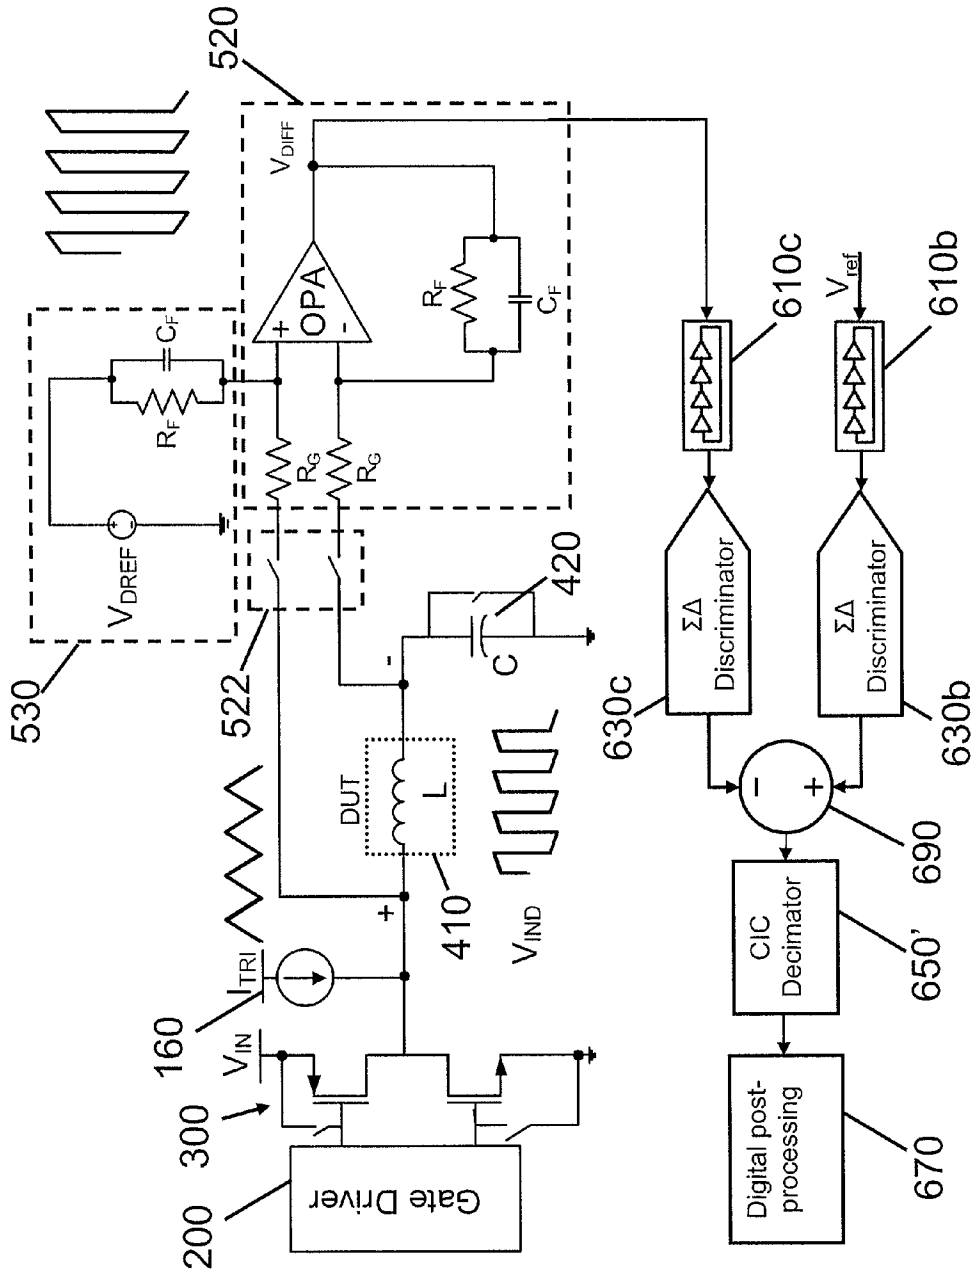 520
530
V_DREF
R_F
C_F
V_DIFF
+
OPA
-
R_F
C_F
R_G
R_G
522
160
I_TRI
V_IN
300
200
Gate Driver
+
DUT
L
410
-
C
420
V_IND
610c
V_ref
610b
ΣΔ
Discriminator
630c
ΣΔ
Discriminator
630b
-
+
690
CIC
Decimator
650'
Digital post-
processing
670